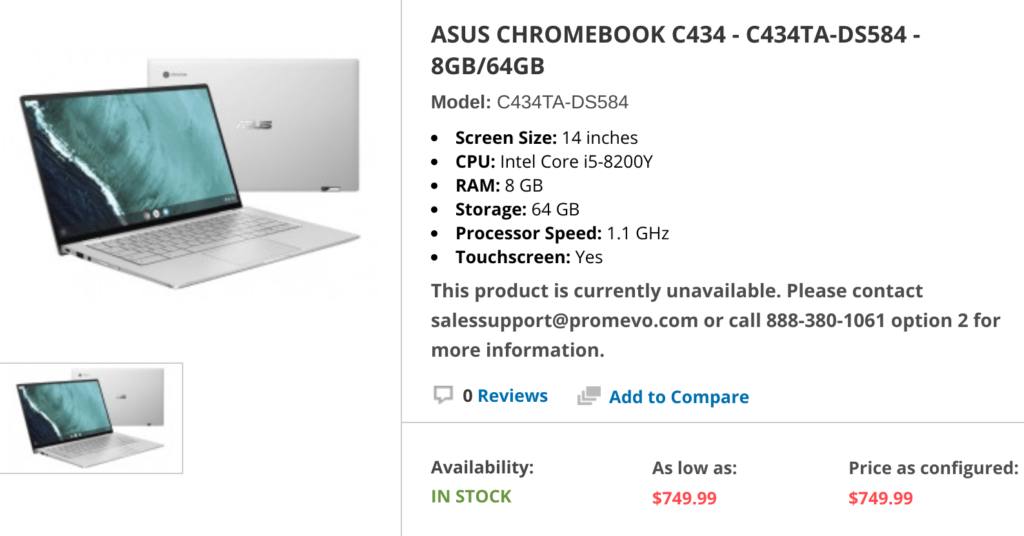 chrome
ASUS
ASUS CHROMEBOOK C434 - C434TA-DS584 -
8GB/64GB
Model: C434TA-DS584
Screen Size: 14 inches
CPU: Intel Core i5-8200Y
RAM: 8 GB
Storage: 64 GB
Processor Speed: 1.1 GHz
Touchscreen: Yes
This product is currently unavailable. Please contact
salessupport@promevo.com or call 888-380-1061 option 2 for
more information.
0 Reviews Add to Compare
Availability: As low as: Price as configured:
IN STOCK $749.99 $749.99